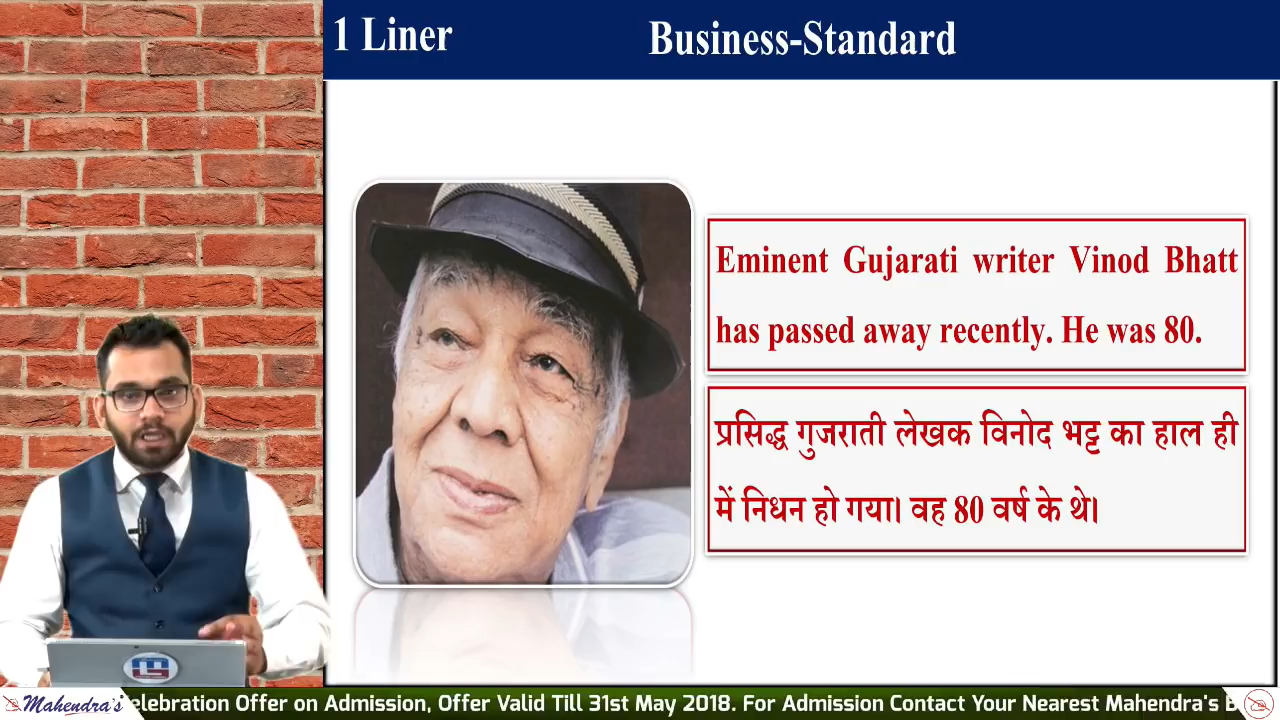 1 Liner
Business-Standard
Eminent Gujarati writer Vinod Bhatt
has passed away recently. He was 80.
प्रसिद्ध गुजराती लेखक विनोद भट्ट का हाल ही
में निधन हो गया। वह 80 वर्ष के थे।
Mahendra's
elebration Offer on Admission, Offer Valid Till 31st May 2018. For Admission Contact Your Nearest Mahendra's B